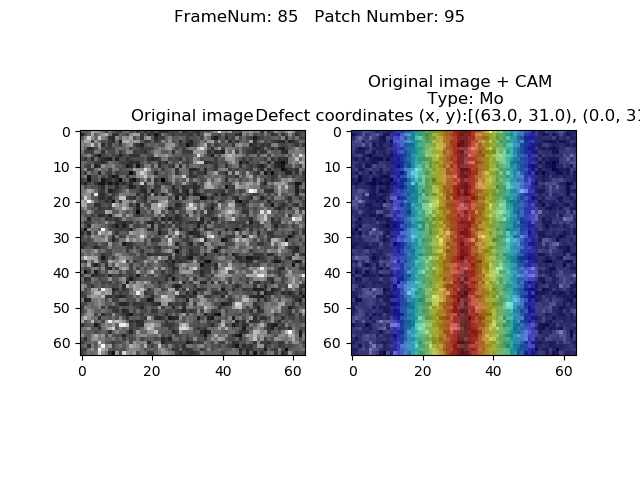 FrameNum: 85   Patch Number: 95
Original image + CAM
Type: Mo
Original image
Defect coordinates (x, y):[(63.0, 31.0), (0.0, 31
0
10
20
30
40
50
60
0 20 40 60
0
10
20
30
40
50
60
0 20 40 60